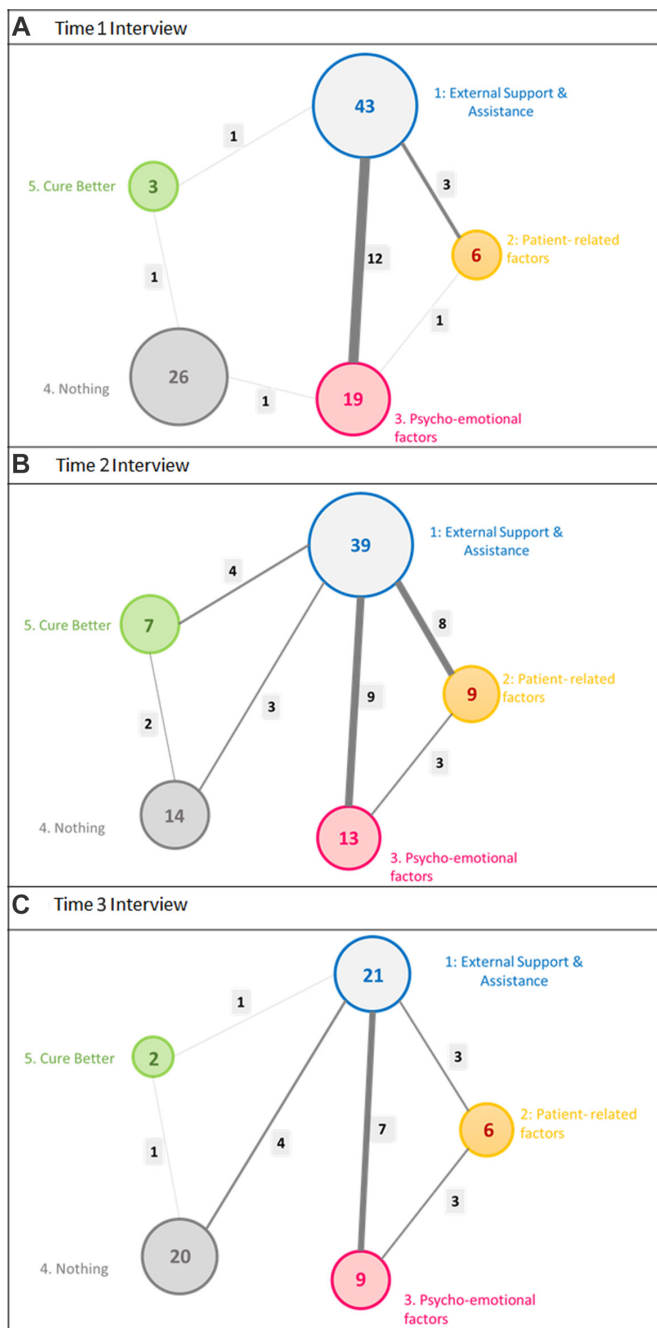 A Time 1 Interview
43
1: External Support &
Assistance
1
5. Cure Better
3
3
2: Patient- related
factors
6
12
1
1
4. Nothing
26
1
19
3. Psycho-emotional
factors
B Time 2 Interview
39
1: External Support &
Assistance
4
5. Cure Better
7
8
2: Patient- related
factors
9
3
9
2
3
14
4. Nothing
13
3. Psycho-emotional
factors
C Time 3 Interview
21
1: External Support &
Assistance
1
5. Cure Better
2
3
2: Patient- related
factors
6
4
7
1
3
20
4. Nothing
9
3. Psycho-emotional
factors